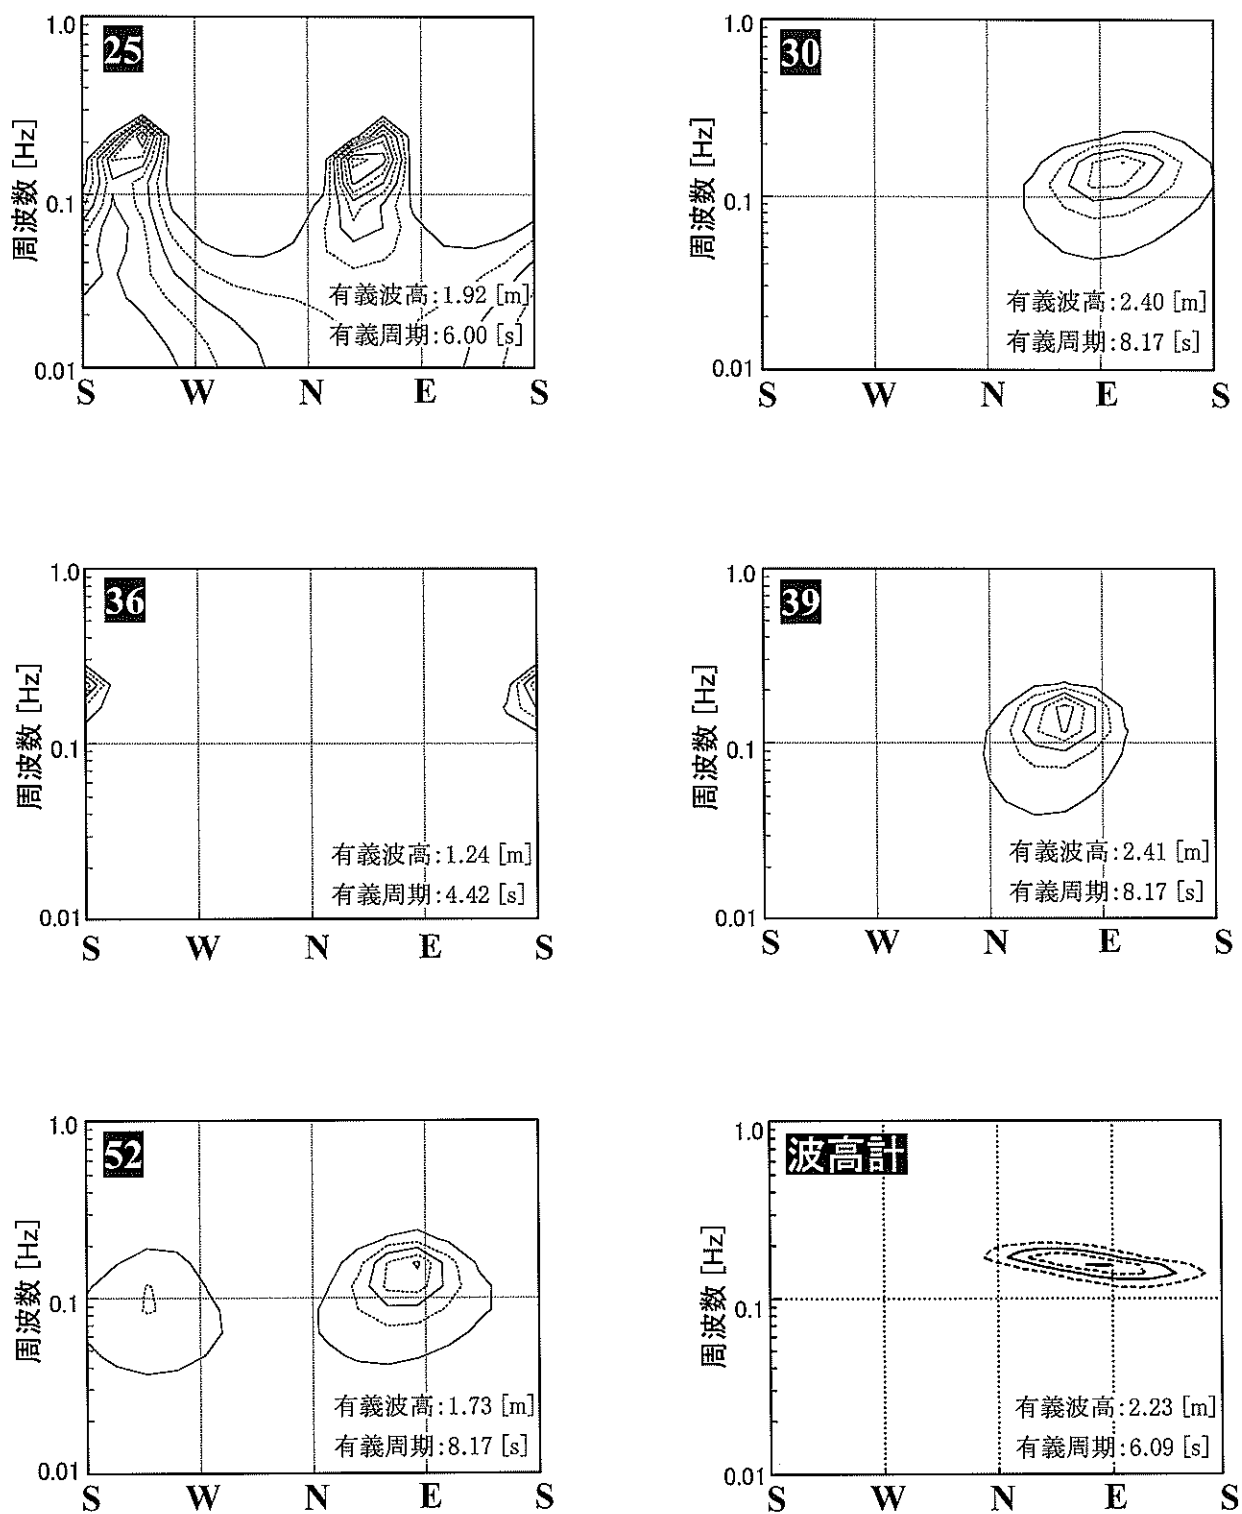 1.0
25
周波数 [Hz]
0.1
有義波高:1.92 [m]
有義周期:6.00 [s]
0.01
S W N E S
1.0
30
周波数 [Hz]
0.1
有義波高:2.40 [m]
有義周期:8.17 [s]
0.01
S W N E S
1.0
36
周波数 [Hz]
0.1
有義波高:1.24 [m]
有義周期:4.42 [s]
0.01
S W N E S
1.0
39
周波数 [Hz]
0.1
有義波高:2.41 [m]
有義周期:8.17 [s]
0.01
S W N E S
1.0
52
周波数 [Hz]
0.1
有義波高:1.73 [m]
有義周期:8.17 [s]
0.01
S W N E S
1.0
波高計
周波数 [Hz]
0.1
有義波高:2.23 [m]
有義周期:6.09 [s]
0.01
S W N E S